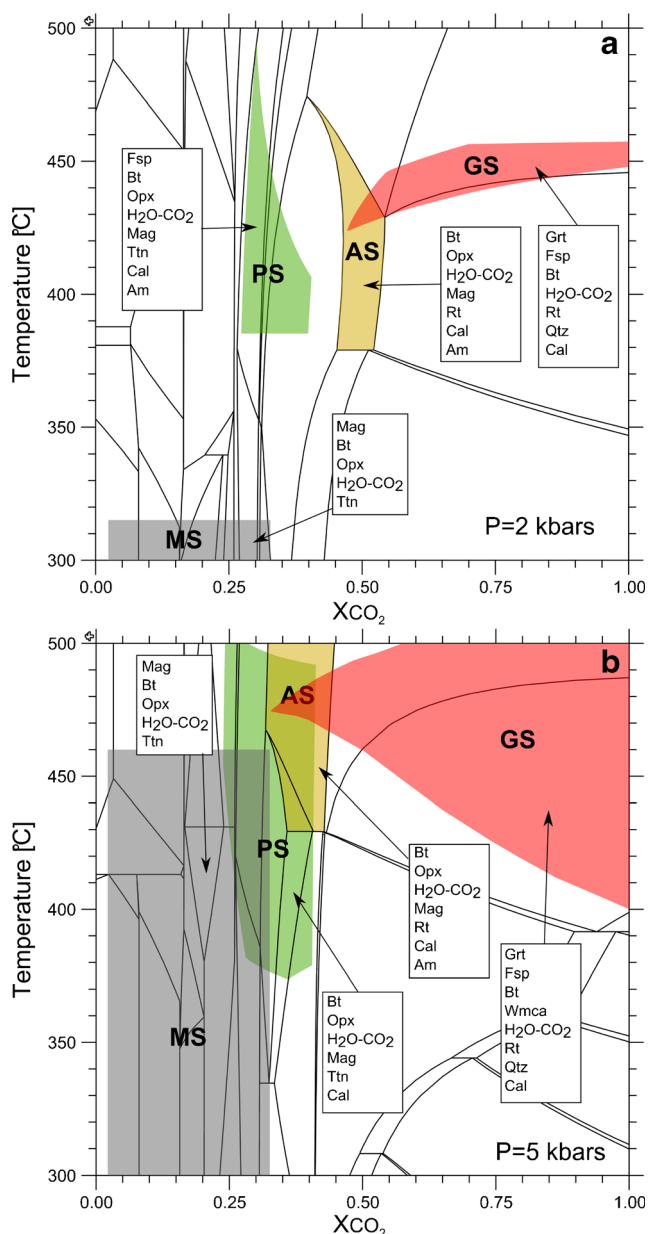 a
500
450
400
350
300
Temperature [ºC]
Fsp
Bt
Opx
H2O-CO2
Mag
Ttn
Cal
Am
PS
AS
GS
Bt
Opx
H2O-CO2
Mag
Rt
Cal
Am
Grt
Fsp
Bt
H2O-CO2
Rt
Qtz
Cal
Mag
Bt
Opx
H2O-CO2
Ttn
MS
P=2 kbars
0.00 0.25 0.50 0.75 1.00
XCO2
b
500
450
400
350
300
Temperature [ºC]
Mag
Bt
Opx
H2O-CO2
Ttn
AS
GS
PS
MS
Bt
Opx
H2O-CO2
Mag
Rt
Cal
Am
Bt
Opx
H2O-CO2
Mag
Ttn
Cal
Grt
Fsp
Bt
Wmca
H2O-CO2
Rt
Qtz
Cal
P=5 kbars
0.00 0.25 0.50 0.75 1.00
XCO2